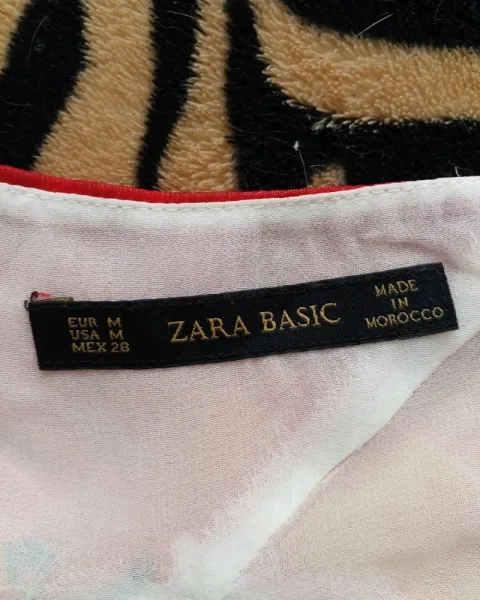 EUR M
USA M
MEX 28
ZARA BASIC
MADE
IN
MOROCCO